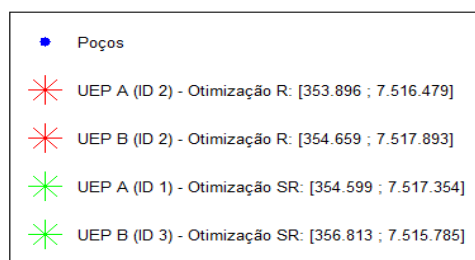 Poços
UEP A (ID 2) - Otimização R: [353.896 ; 7.516.479]
UEP B (ID 2) - Otimização R: [354.659 ; 7.517.893]
UEP A (ID 1) - Otimização SR: [354.599 ; 7.517.354]
UEP B (ID 3) - Otimização SR: [356.813 ; 7.515.785]